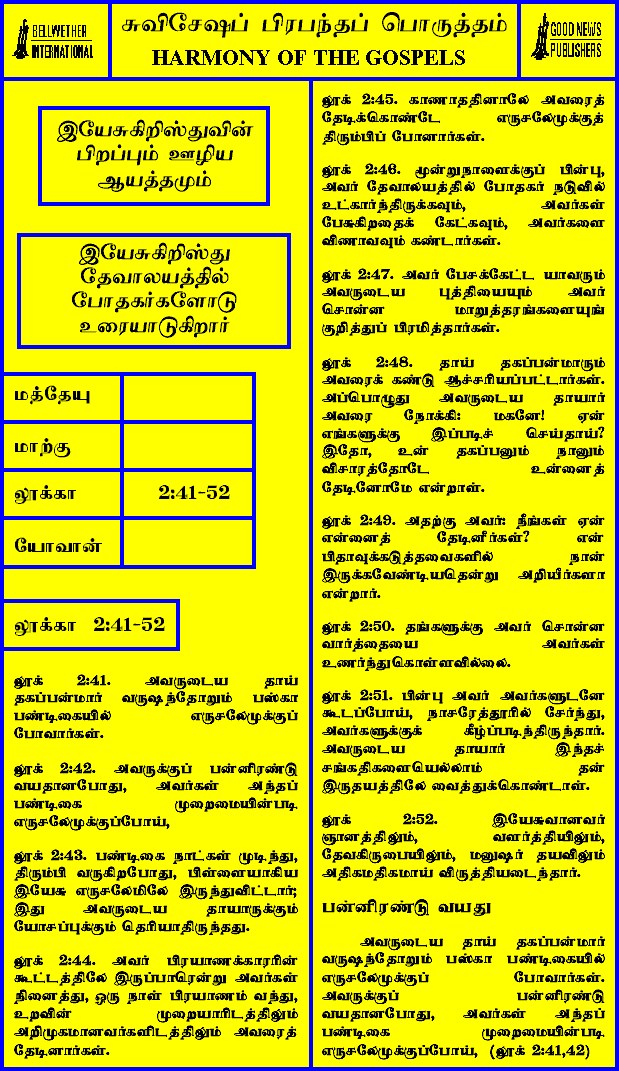 BELLWETHER
INTERNATIONAL
சுவிசேஷப் பிரபந்தப் பொருத்தம்
HARMONY OF THE GOSPELS
GOOD NEWS
PUBLISHERS
இயேசுகிறிஸ்துவின்
பிறப்பும் ஊழிய
ஆயத்தமும்
இயேசுகிறிஸ்து
தேவாலயத்தில்
போதகர்களோடு
உரையாடுகிறார்
மத்தேயு
மாற்கு
லூக்கா 2:41-52
யோவான்
லூக்கா 2:41-52
லூக் 2:41. அவருடைய தாய்
தகப்பன்மார் வருஷந்தோறும் பஸ்கா
பண்டிகையில் எருசலேமுக்குப்
போவார்கள்.
லூக் 2:42. அவருக்குப் பன்னிரண்டு
வயதானபோது, அவர்கள் அந்தப்
பண்டிகை முறைமையின்படி
எருசலேமுக்குப்போய்,
லூக் 2:43. பண்டிகை நாட்கள் முடிந்து,
திரும்பி வருகிறபோது, பிள்ளையாகிய
இயேசு எருசலேமிலே இருந்துவிட்டார்;
இது அவருடைய தாயாருக்கும்
யோசப்புக்கும் தெரியாதிருந்தது.
லூக் 2:44. அவர் பிரயாணக்காரரின்
கூட்டத்திலே இருப்பாரென்று அவர்கள்
நினைத்து, ஒரு நாள் பிரயாணம் வந்து,
உறவின் முறையாரிடத்திலும்
அறிமுகமானவர்களிடத்திலும் அவரைத்
தேடினார்கள்.
லூக் 2:45. காணாததினாலே அவரைத்
தேடிக்கொண்டே எருசலேமுக்குத்
திரும்பிப் போனார்கள்.
லூக் 2:46. மூன்றுநாளைக்குப் பின்பு,
அவர் தேவாலயத்தில் போதகர் நடுவில்
உட்கார்ந்திருக்கவும், அவர்கள்
பேசுகிறதைக் கேட்கவும், அவர்களை
வினாவவும் கண்டார்கள்.
லூக் 2:47. அவர் பேசக்கேட்ட யாவரும்
அவருடைய புத்தியையும் அவர்
சொன்ன மாறுத்தரங்களையுங்
குறித்துப் பிரமித்தார்கள்.
லூக் 2:48. தாய் தகப்பன்மாரும்
அவரைக் கண்டு ஆச்சரியப்பட்டார்கள்.
அப்பொழுது அவருடைய தாயார்
அவரை நோக்கி: மகனே! ஏன்
எங்களுக்கு இப்படிச் செய்தாய்?
இதோ, உன் தகப்பனும் நானும்
விசாரத்தோடே உன்னைத்
தேடினோமே என்றாள்.
லூக் 2:49. அதற்கு அவர்: நீங்கள் ஏன்
என்னைத் தேடினீர்கள்? என்
பிதாவுக்கடுத்தவைகளில் நான்
இருக்கவேண்டியதென்று அறியீர்களா
என்றார்.
லூக் 2:50. தங்களுக்கு அவர் சொன்ன
வார்த்தையை அவர்கள்
உணர்ந்துகொள்ளவில்லை.
லூக் 2:51. பின்பு அவர் அவர்களுடனே
கூடப்போய், நாசரேத்தூரில் சேர்ந்து,
அவர்களுக்குக் கீழ்ப்படிந்திருந்தார்.
அவருடைய தாயார் இந்தச்
சங்கதிகளையெல்லாம் தன்
இருதயத்திலே வைத்துக்கொண்டாள்.
லூக் 2:52. இயேசுவானவர்
ஞானத்திலும், வளர்த்தியிலும்,
தேவகிருபையிலும், மனுஷர் தயவிலும்
அதிகமதிகமாய் விருத்தியடைந்தார்.
பன்னிரண்டு வயது
அவருடைய தாய் தகப்பன்மார்
வருஷந்தோறும் பஸ்கா பண்டிகையில்
எருசலேமுக்குப் போவார்கள்.
அவருக்குப் பன்னிரண்டு
வயதானபோது, அவர்கள் அந்தப்
பண்டிகை முறைமையின்படி
எருசலேமுக்குப்போய், (லூக் 2:41,42)